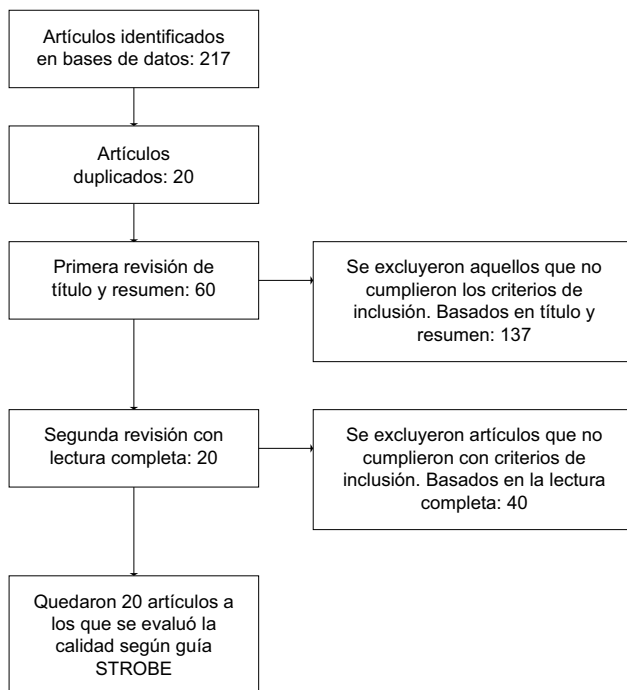 Artículos identificados
en bases de datos: 217
Artículos
duplicados: 20
Primera revisión de
título y resumen: 60
Se excluyeron aquellos que no
cumplieron los criterios de
inclusión. Basados en título y
resumen: 137
Segunda revisión con
lectura completa: 20
Se excluyeron artículos que no
cumplieron con criterios de
inclusión. Basados en la lectura
completa: 40
Quedaron 20 artículos a
los que se evaluó la
calidad según guía
STROBE